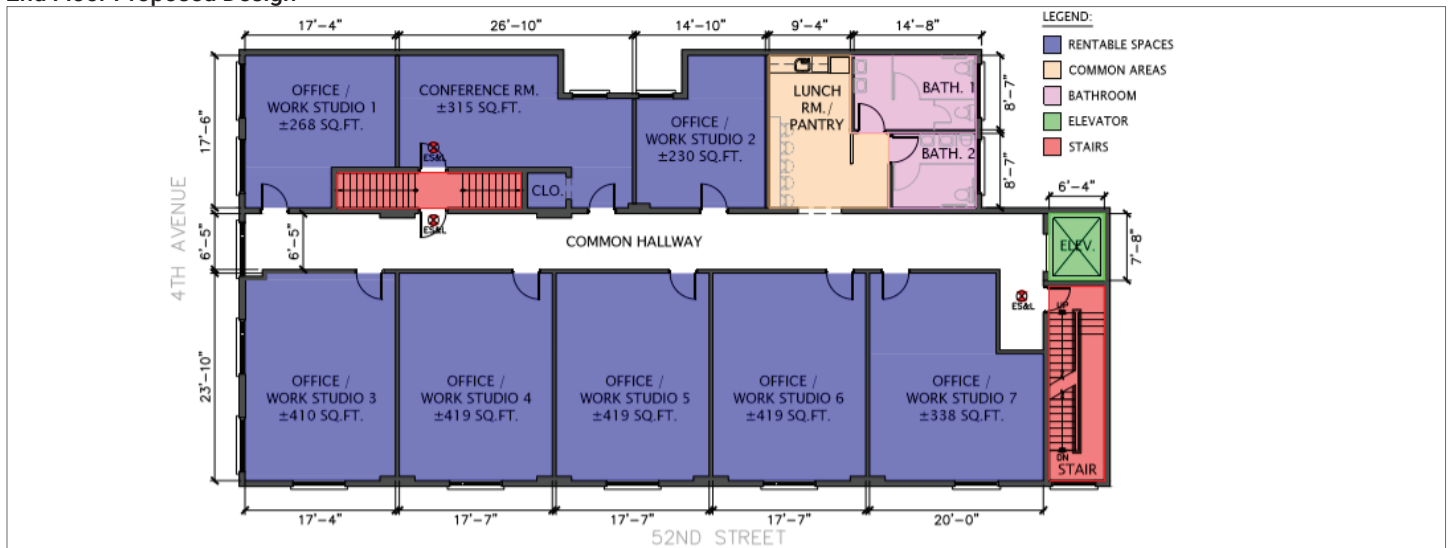 2nd Floor Proposed Design
17'-4"
26'-10"
14'-10"
9'-4"
14'-8"
LEGEND:
RENTABLE SPACES
COMMON AREAS
BATHROOM
ELEVATOR
STAIRS
OFFICE /
WORK STUDIO 1
±268 SQ.FT.
CONFERENCE RM.
±315 SQ.FT.
OFFICE /
WORK STUDIO 2
±230 SQ.FT.
LUNCH
RM./
PANTRY
BATH. 1
BATH. 2
8'-7"
8'-7"
17'-6"
ES&L
CLO.
ES&L
6'-4"
4TH AVENUE
6'-5"
6'-5"
COMMON HALLWAY
ELEV.
7'-8"
ES&L
UP
23'-10"
OFFICE /
WORK STUDIO 3
±410 SQ.FT.
OFFICE /
WORK STUDIO 4
±419 SQ.FT.
OFFICE /
WORK STUDIO 5
±419 SQ.FT.
OFFICE /
WORK STUDIO 6
±419 SQ.FT.
OFFICE /
WORK STUDIO 7
±338 SQ.FT.
DN
STAIR
17'-4"
17'-7"
17'-7"
17'-7"
20'-0"
52ND STREET